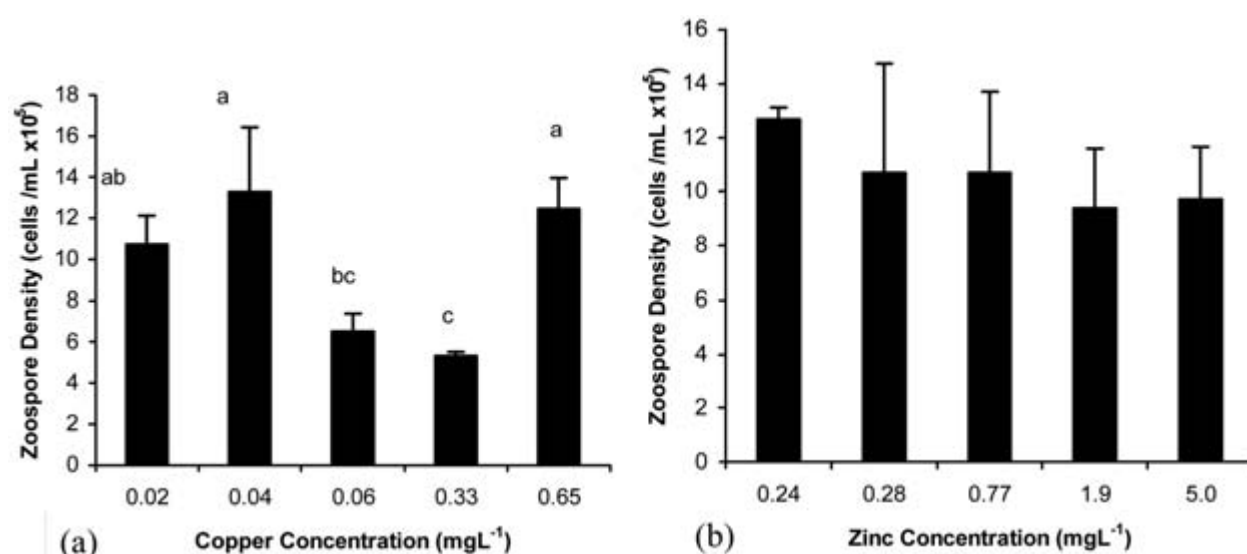 Zoospore Density (cells /mL x10⁵)
18
16
14
12
10
8
6
4
2
0
ab
a
bc
c
a
0.02 0.04 0.06 0.33 0.65
(a) Copper Concentration (mgL⁻¹)
Zoospore Density (cells /mL x10⁵)
16
14
12
10
8
6
4
2
0
0.24 0.28 0.77 1.9 5.0
(b) Zinc Concentration (mgL⁻¹)